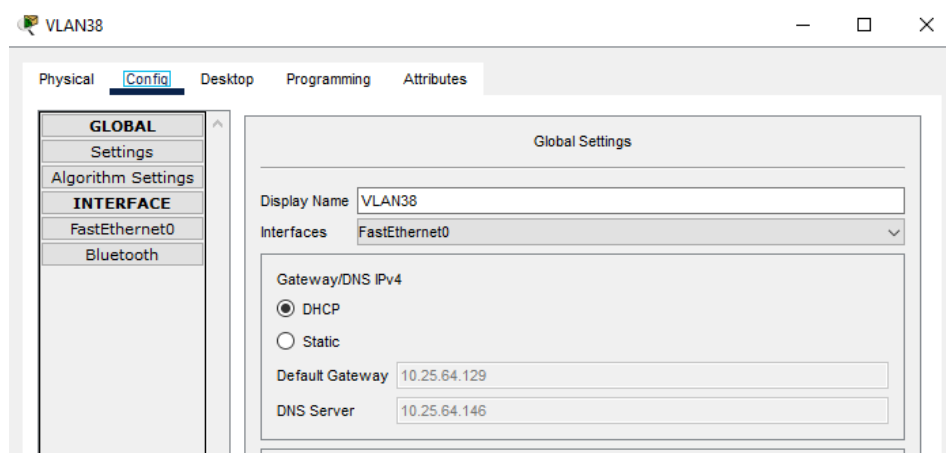 VLAN38
Physical Config Desktop Programming Attributes
GLOBAL
Settings
Algorithm Settings
INTERFACE
FastEthernet0
Bluetooth
Global Settings
Display Name VLAN38
Interfaces FastEthernet0
Gateway/DNS IPv4
DHCP
Static
Default Gateway 10.25.64.129
DNS Server 10.25.64.146